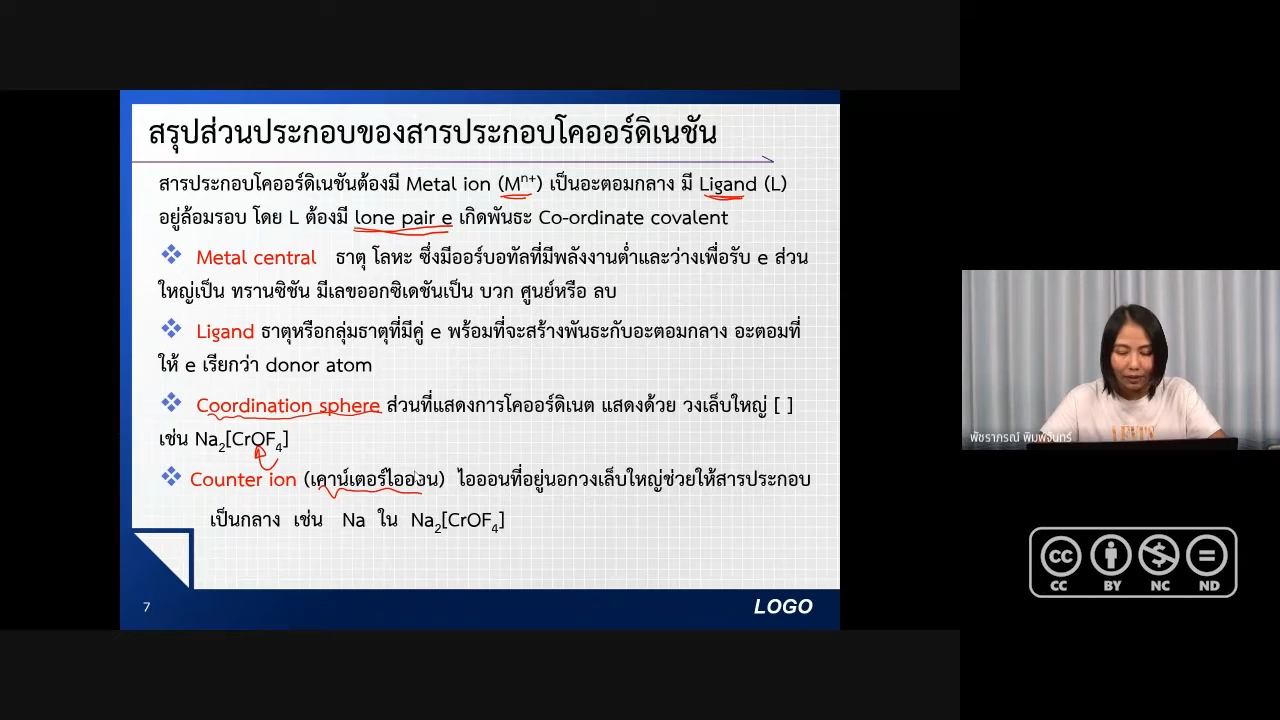 สรุปส่วนประกอบของสารประกอบโคออร์ดิเนชัน
สารประกอบโคออร์ดิเนชันต้องมี Metal ion (Mⁿ⁺) เป็นอะตอมกลาง มี Ligand (L)
อยู่ล้อมรอบ โดย L ต้องมี lone pair e เกิดพันธะ Co-ordinate covalent
❖ Metal central ธาตุ โลหะ ซึ่งมีออร์บอทัลที่มีพลังงานต่ำและว่างเพื่อรับ e ส่วน
ใหญ่เป็น ทรานซิชัน มีเลขออกซิเดชันเป็น บวก ศูนย์หรือ ลบ
❖ Ligand ธาตุหรือกลุ่มธาตุที่มีคู่ e พร้อมที่จะสร้างพันธะกับอะตอมกลาง อะตอมที่
ให้ e เรียกว่า donor atom
❖ Coordination sphere ส่วนที่แสดงการโคออร์ดิเนต แสดงด้วย วงเล็บใหญ่ [ ]
เช่น Na₂[CrOF₄]
❖ Counter ion (เคาน์เตอร์ไอออน) ไอออนที่อยู่นอกวงเล็บใหญ่ช่วยให้สารประกอบ
เป็นกลาง เช่น Na ใน Na₂[CrOF₄]
7
LOGO
พัชราภรณ์ พิมพ์จันทร์
CC BY NC ND